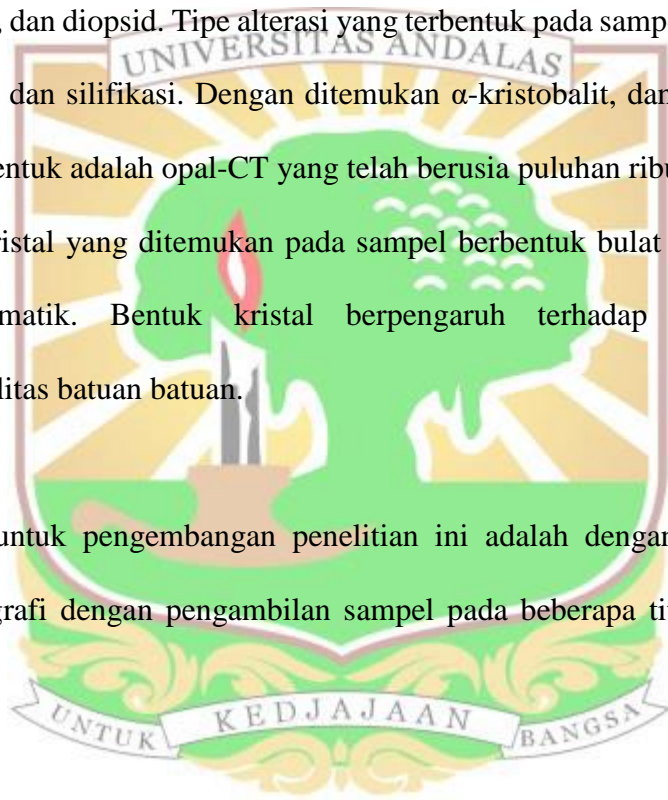 , dan diopsid. Tipe alterasi yang terbentuk pada samp
UNIVERSITAS ANDALAS
dan silifikasi. Dengan ditemukan α-kristobalit, dan
entuk adalah opal-CT yang telah berusia puluhan ribu
ristal yang ditemukan pada sampel berbentuk bulat
matik. Bentuk kristal berpengaruh terhadap
litas batuan batuan.
untuk pengembangan penelitian ini adalah dengan
grafi dengan pengambilan sampel pada beberapa ti
UNTUK KEDJAJAAN BANGSA